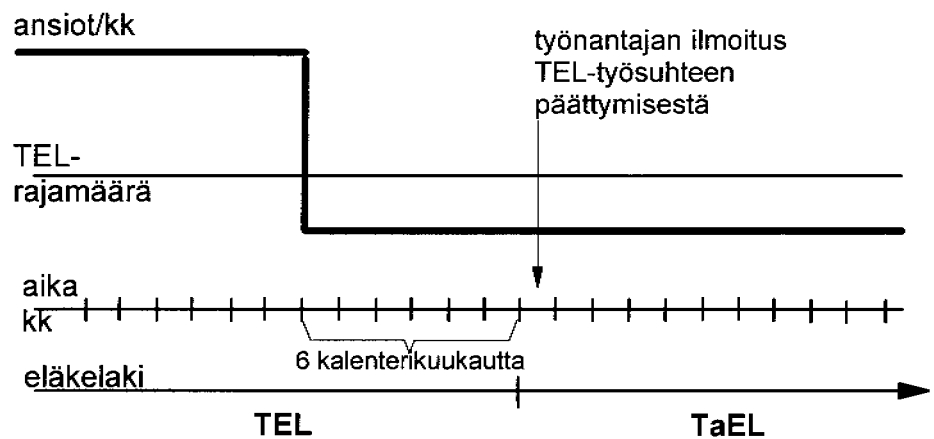 ansiot/kk
työnantajan ilmoitus
TEL-työsuhteen
päättymisestä
TEL-
rajamäärä
aika
kk
6 kalenterikuukautta
eläkelaki
TEL
TaEL